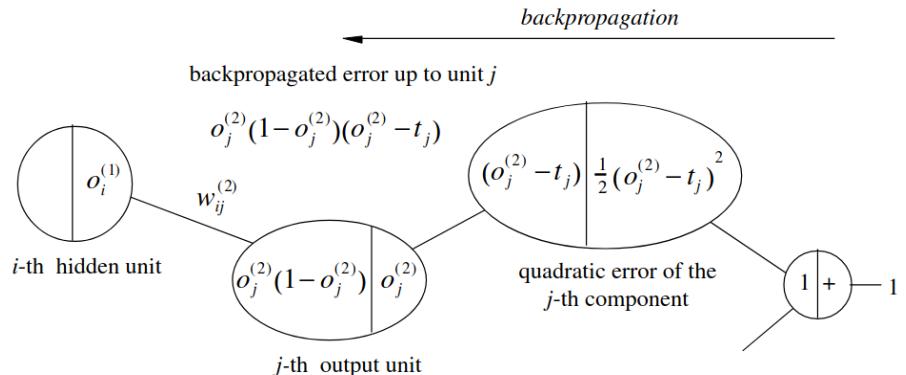 backpropagation
backpropagated error up to unit j
o_j^{(2)}(1−o_j^{(2)})(o_j^{(2)}−t_j)
o_i^{(1)}
w_{ij}^{(2)}
i-th hidden unit
o_j^{(2)}(1−o_j^{(2)}) o_j^{(2)}
j-th output unit
(o_j^{(2)}−t_j) ½(o_j^{(2)}−t_j)^2
quadratic error of the
j-th component
1 + 1